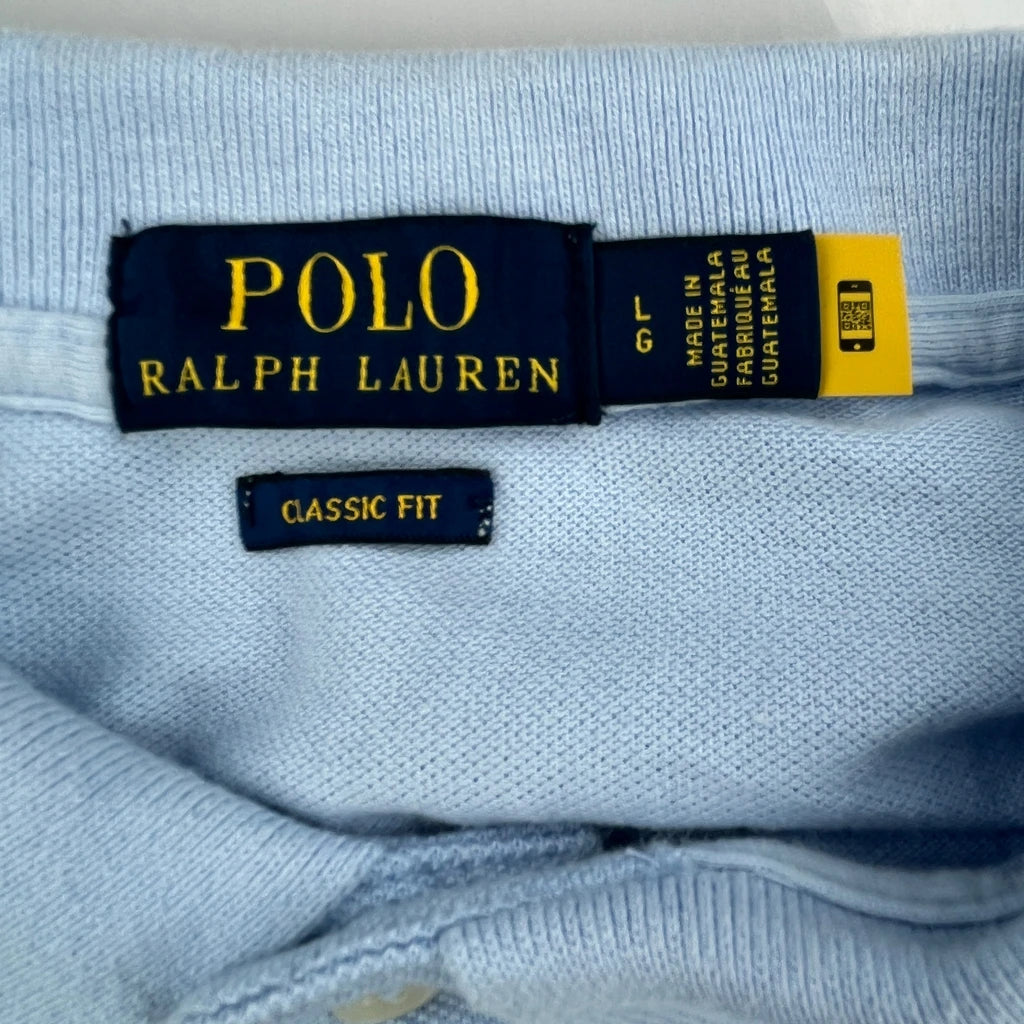 POLO
RALPH LAUREN
L
G
MADE IN
GUATEMALA
FABRIQUÉ AU
GUATEMALA
CLASSIC FIT